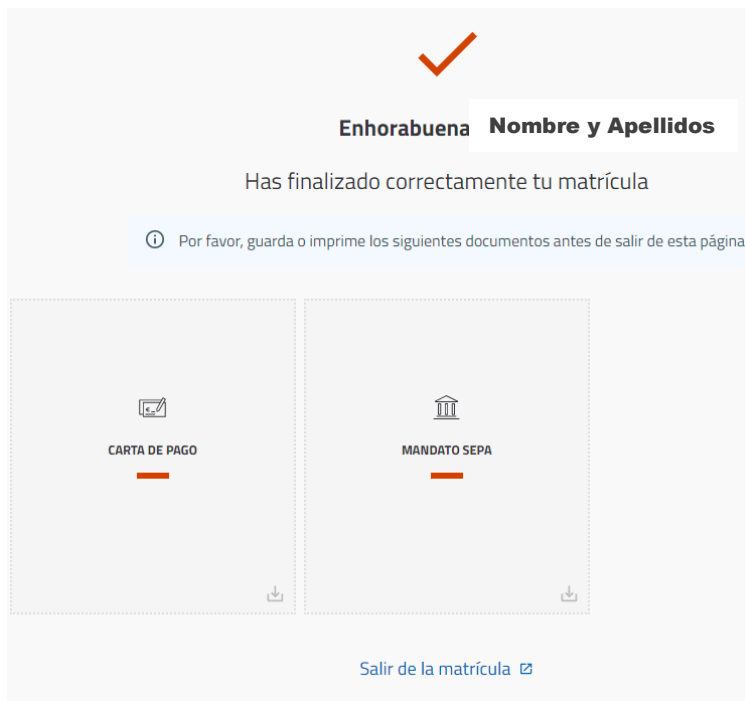 Enhorabuena Nombre y Apellidos
Has finalizado correctamente tu matrícula
Por favor, guarda o imprime los siguientes documentos antes de salir de esta página
CARTA DE PAGO
MANDATO SEPA
Salir de la matrícula